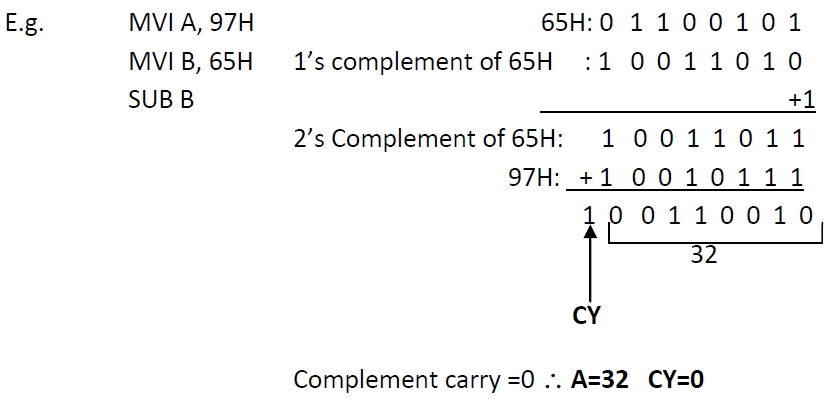 E.g. MVI A, 97H 65H: 0 1 1 0 0 1 0 1
MVI B, 65H 1’s complement of 65H : 1 0 0 1 1 0 1 0
SUB B +1
2’s Complement of 65H: 1 0 0 1 1 0 1 1
97H: + 1 0 0 1 0 1 1 1
1 0 0 1 1 0 0 1 0
32
CY
Complement carry =0 ∴ A=32 CY=0